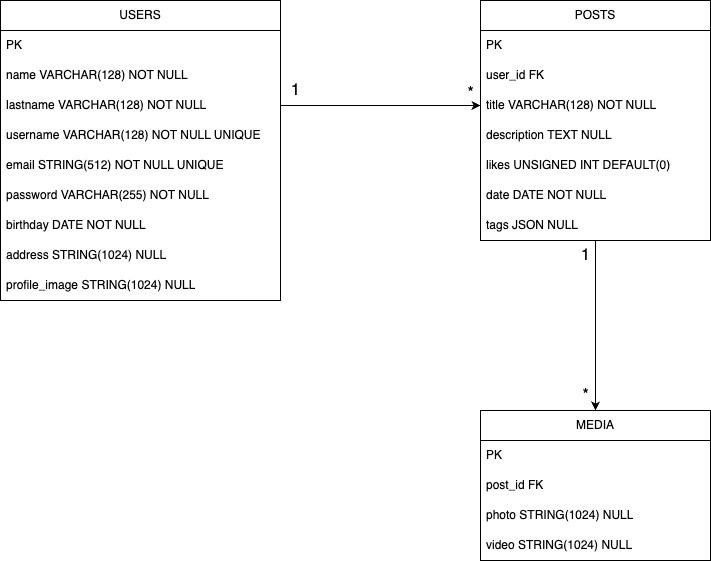 USERS
PK
name VARCHAR(128) NOT NULL
lastname VARCHAR(128) NOT NULL
username VARCHAR(128) NOT NULL UNIQUE
email STRING(512) NOT NULL UNIQUE
password VARCHAR(255) NOT NULL
birthday DATE NOT NULL
address STRING(1024) NULL
profile_image STRING(1024) NULL
1
*
POSTS
PK
user_id FK
title VARCHAR(128) NOT NULL
description TEXT NULL
likes UNSIGNED INT DEFAULT(0)
date DATE NOT NULL
tags JSON NULL
1
*
MEDIA
PK
post_id FK
photo STRING(1024) NULL
video STRING(1024) NULL